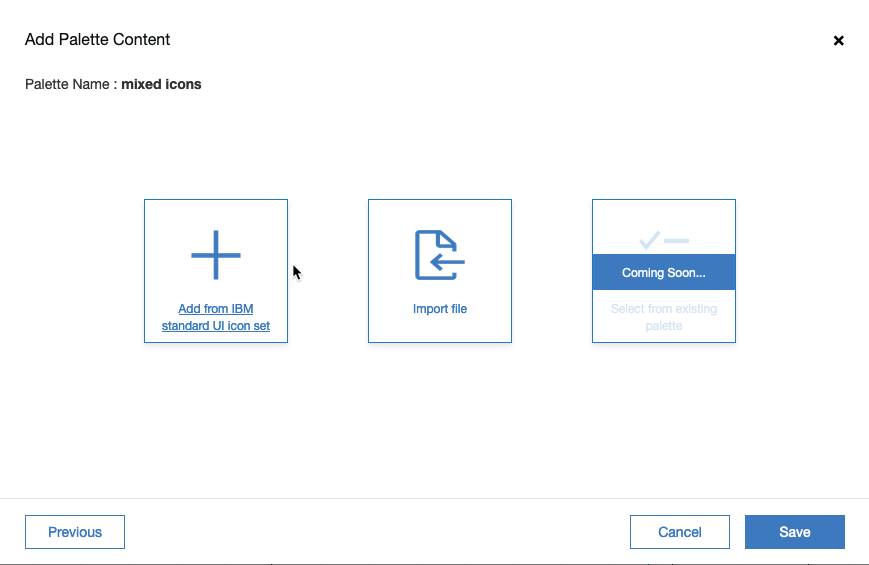 Add Palette Content
Palette Name : mixed icons
Add from IBM
standard UI icon set
Import file
Coming Soon...
Select from existing
palette
Previous
Cancel
Save